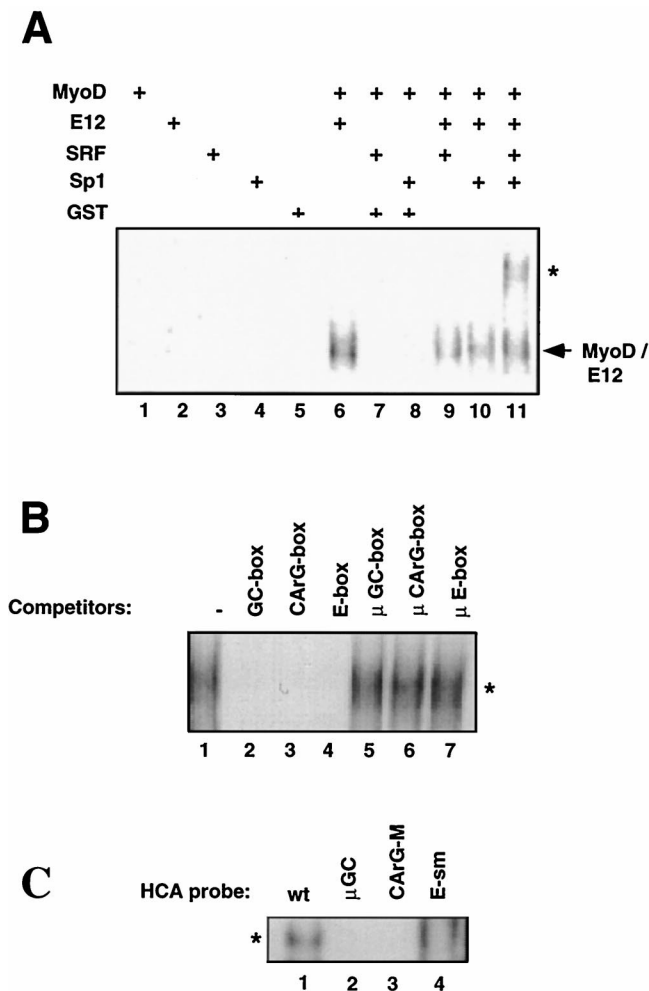 A
MyoD + + + + + + +
E12 + + + + +
SRF + + + +
Sp1 + + + +
GST + + +
*
MyoD /
E12
1 2 3 4 5 6 7 8 9 10 11
B
Competitors: - GC-box CArG-box E-box μ GC-box μ CArG-box μ E-box
*
1 2 3 4 5 6 7
C
HCA probe: wt μGC CArG-M E-sm
*
1 2 3 4